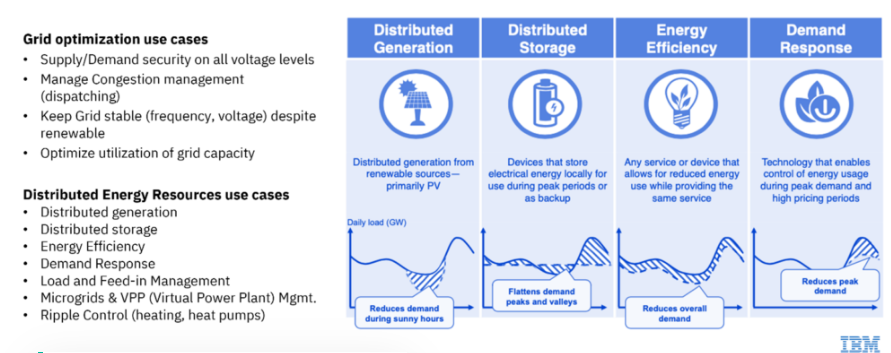 Grid optimization use cases
• Supply/Demand security on all voltage levels
• Manage Congestion management
(dispatching)
• Keep Grid stable (frequency, voltage) despite
renewable
• Optimize utilization of grid capacity
Distributed Energy Resources use cases
• Distributed generation
• Distributed storage
• Energy Efficiency
• Demand Response
• Load and Feed-in Management
• Microgrids & VPP (Virtual Power Plant) Mgmt.
• Ripple Control (heating, heat pumps)
Distributed
Generation
Distributed generation from
renewable sources—
primarily PV
Daily load (GW)
Reduces demand
during sunny hours
Distributed
Storage
Devices that store
electrical energy locally for
use during peak periods or
as backup
Flattens demand
peaks and valleys
Energy
Efficiency
Any service or device that
allows for reduced energy
use while providing the
same service
Reduces overall
demand
Demand
Response
Technology that enables
control of energy usage
during peak demand and
high pricing periods
Reduces peak
demand
IBM